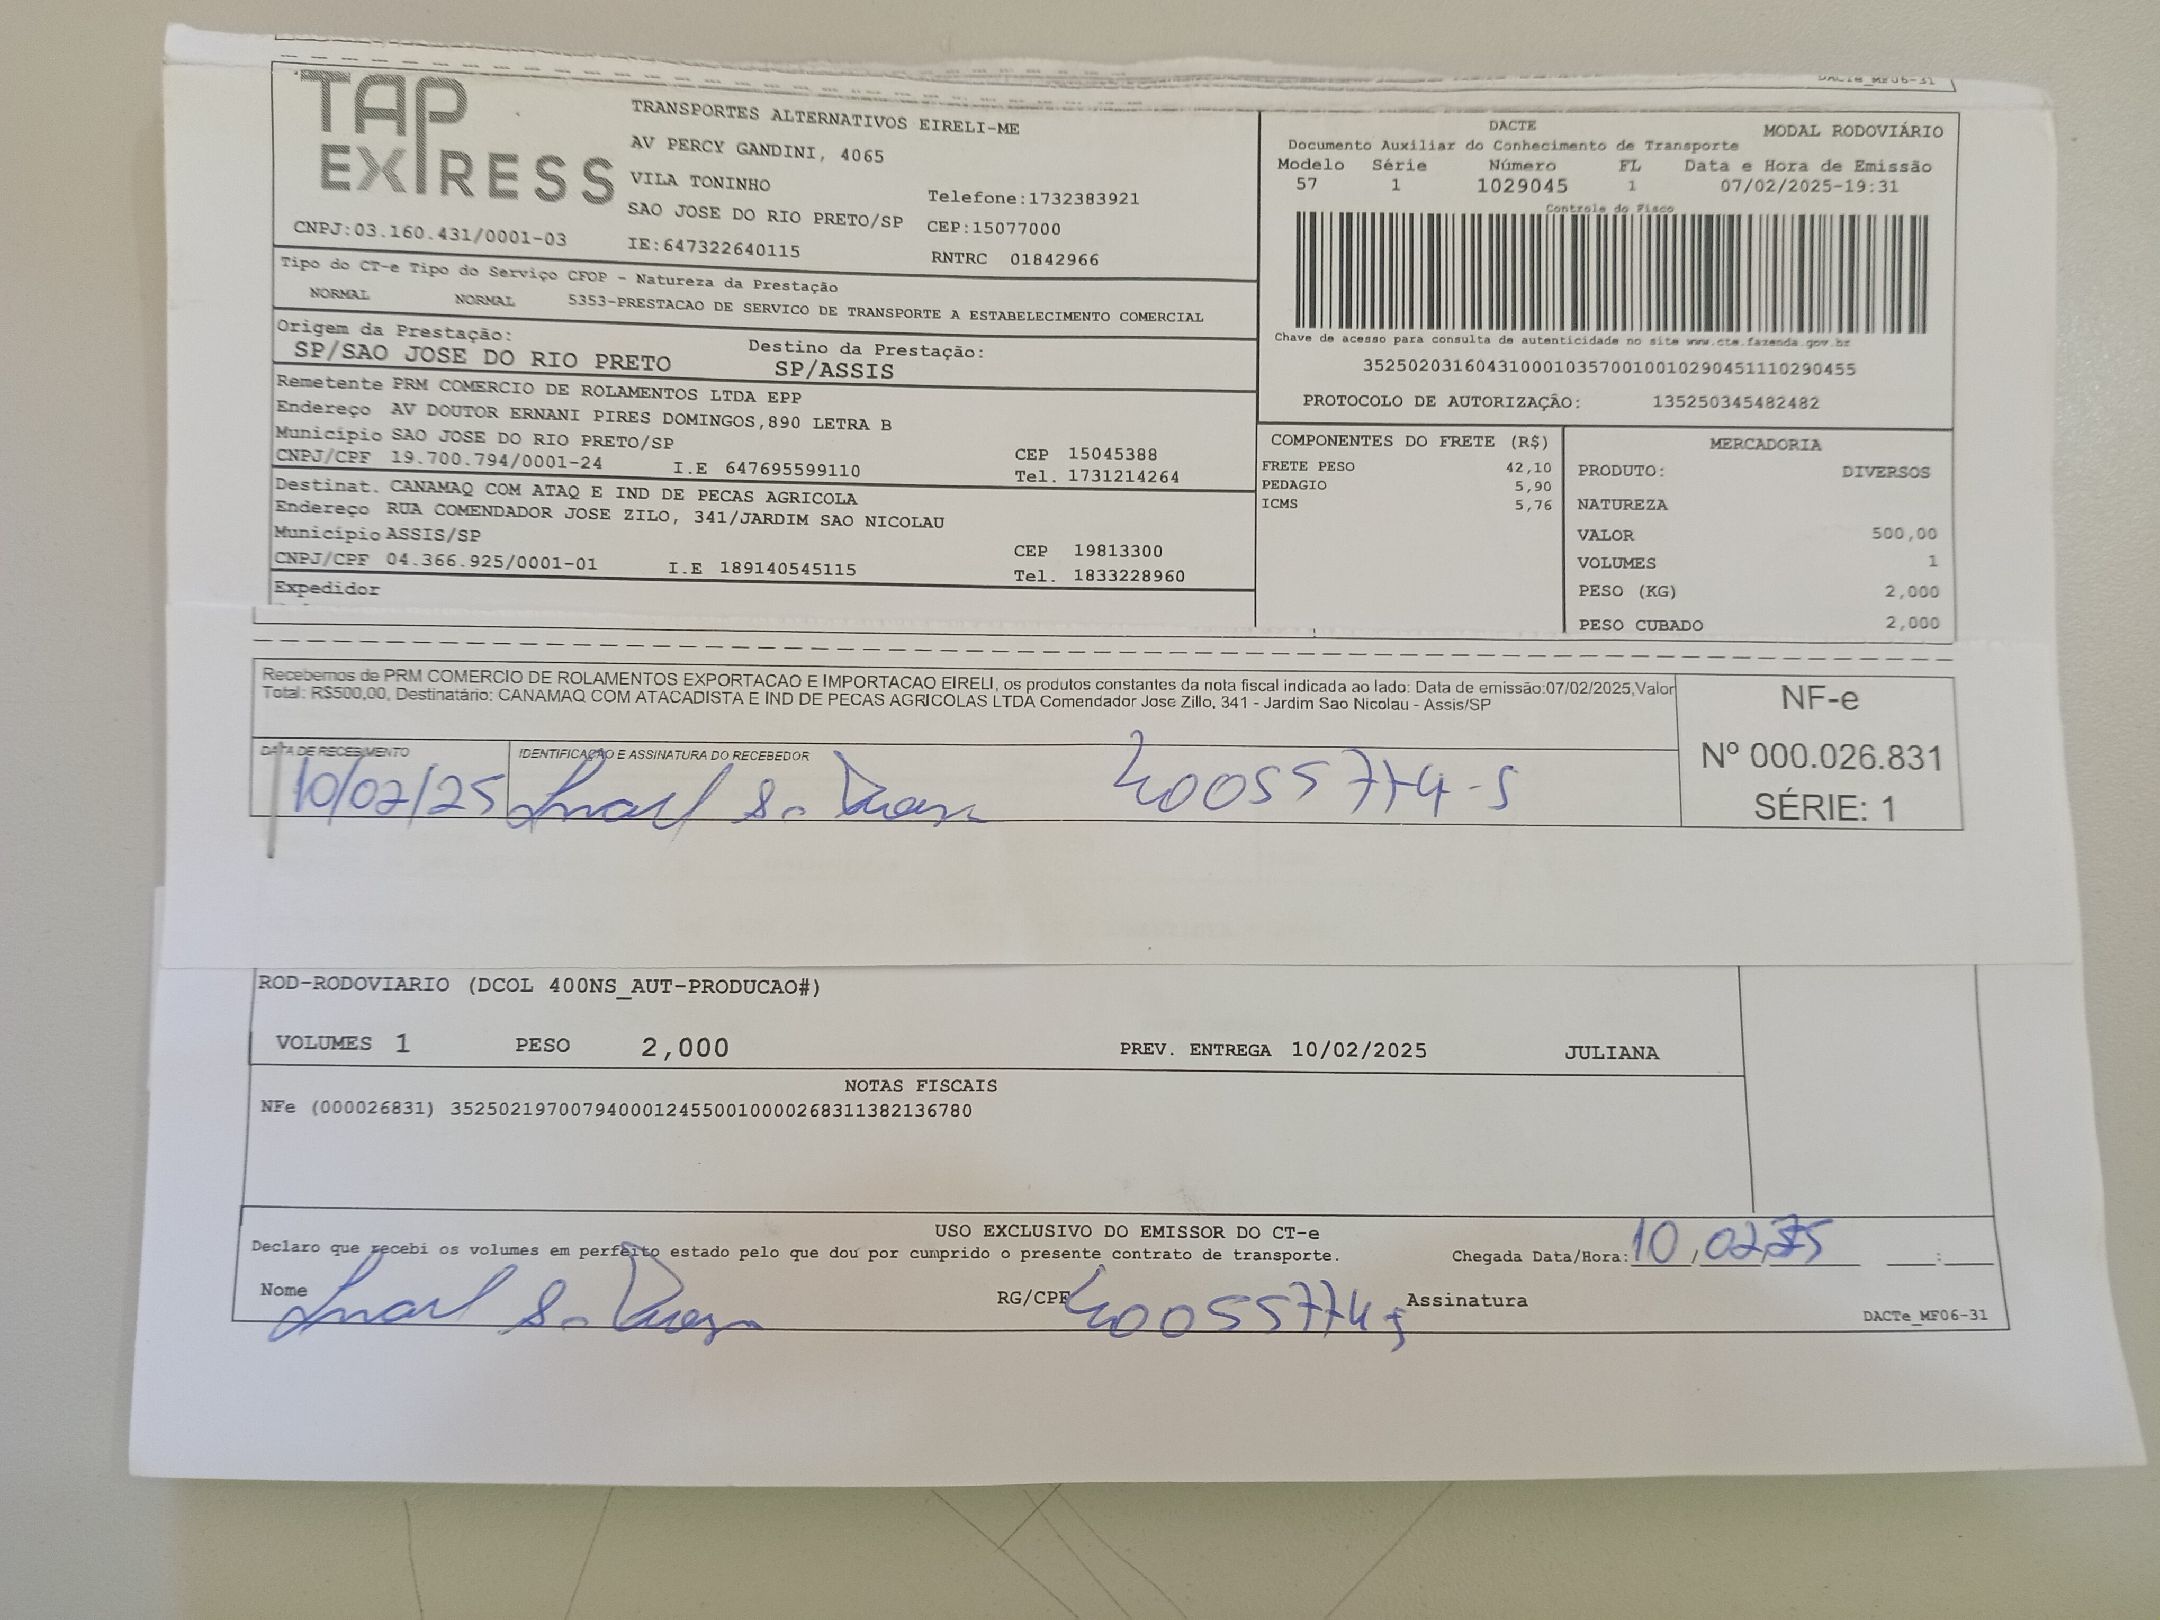 TAP EXPRESS
TRANSPORTES ALTERNATIVOS EIRELI-ME
AV PERCY GANDINI, 4065
VILA TONINHO
SAO JOSE DO RIO PRETO/SP
Telefone:1732383921
CEP:15077000
CNPJ:03.160.431/0001-03
IE:647322640115
RNTRC 01842966
Tipo do CT-e Tipo do Serviço CFOP - Natureza da Prestação
NORMAL NORMAL 5353-PRESTACAO DE SERVICO DE TRANSPORTE A ESTABELECIMENTO COMERCIAL
Origem da Prestação:
SP/SAO JOSE DO RIO PRETO
Destino da Prestação:
SP/ASSIS
Remetente PRM COMERCIO DE ROLAMENTOS LTDA EPP
Endereço AV DOUTOR ERNANI PIRES DOMINGOS,890 LETRA B
Município SAO JOSE DO RIO PRETO/SP CEP 15045388
CNPJ/CPF 19.700.794/0001-24 I.E 647695599110 Tel. 1731214264
Destinat. CANAMAQ COM ATAQ E IND DE PECAS AGRICOLA
Endereço RUA COMENDADOR JOSE ZILO, 341/JARDIM SAO NICOLAU
Município ASSIS/SP CEP 19813300
CNPJ/CPF 04.366.925/0001-01 I.E 189140545115 Tel. 1833228960
Expedidor
DACTe_MF06-31
DACTE MODAL RODOVIÁRIO
Documento Auxiliar do Conhecimento de Transporte
Modelo Série Número FL Data e Hora de Emissão
57 1 1029045 1 07/02/2025-19:31
Controle do Fisco
Chave de acesso para consulta de autenticidade no site www.cte.fazenda.gov.br
35250203160431000103570010010290451110290455
PROTOCOLO DE AUTORIZAÇÃO: 135250345482482
COMPONENTES DO FRETE (R$)
FRETE PESO 42,10
PEDAGIO 5,90
ICMS 5,76
MERCADORIA
PRODUTO: DIVERSOS
NATUREZA
VALOR 500,00
VOLUMES 1
PESO (KG) 2,000
PESO CUBADO 2,000
Recebemos de PRM COMERCIO DE ROLAMENTOS EXPORTACAO E IMPORTACAO EIRELI, os produtos constantes da nota fiscal indicada ao lado: Data de emissão:07/02/2025,Valor
Total: R$500,00, Destinatário: CANAMAQ COM ATACADISTA E IND DE PECAS AGRICOLAS LTDA Comendador Jose Zillo, 341 - Jardim Sao Nicolau - Assis/SP
DATA DE RECEBIMENTO IDENTIFICAÇÃO E ASSINATURA DO RECEBEDOR
10/02/25 40055774-5
NF-e
Nº 000.026.831
SÉRIE: 1
ROD-RODOVIARIO (DCOL 400NS_AUT-PRODUCAO#)
VOLUMES 1 PESO 2,000 PREV. ENTREGA 10/02/2025 JULIANA
NOTAS FISCAIS
NFe (000026831) 35250219700794000124550010000268311382136780
USO EXCLUSIVO DO EMISSOR DO CT-e
Declaro que recebi os volumes em perfeito estado pelo que dou por cumprido o presente contrato de transporte. Chegada Data/Hora: 10/02/25
Nome RG/CPF 400557745 Assinatura
DACTe_MF06-31